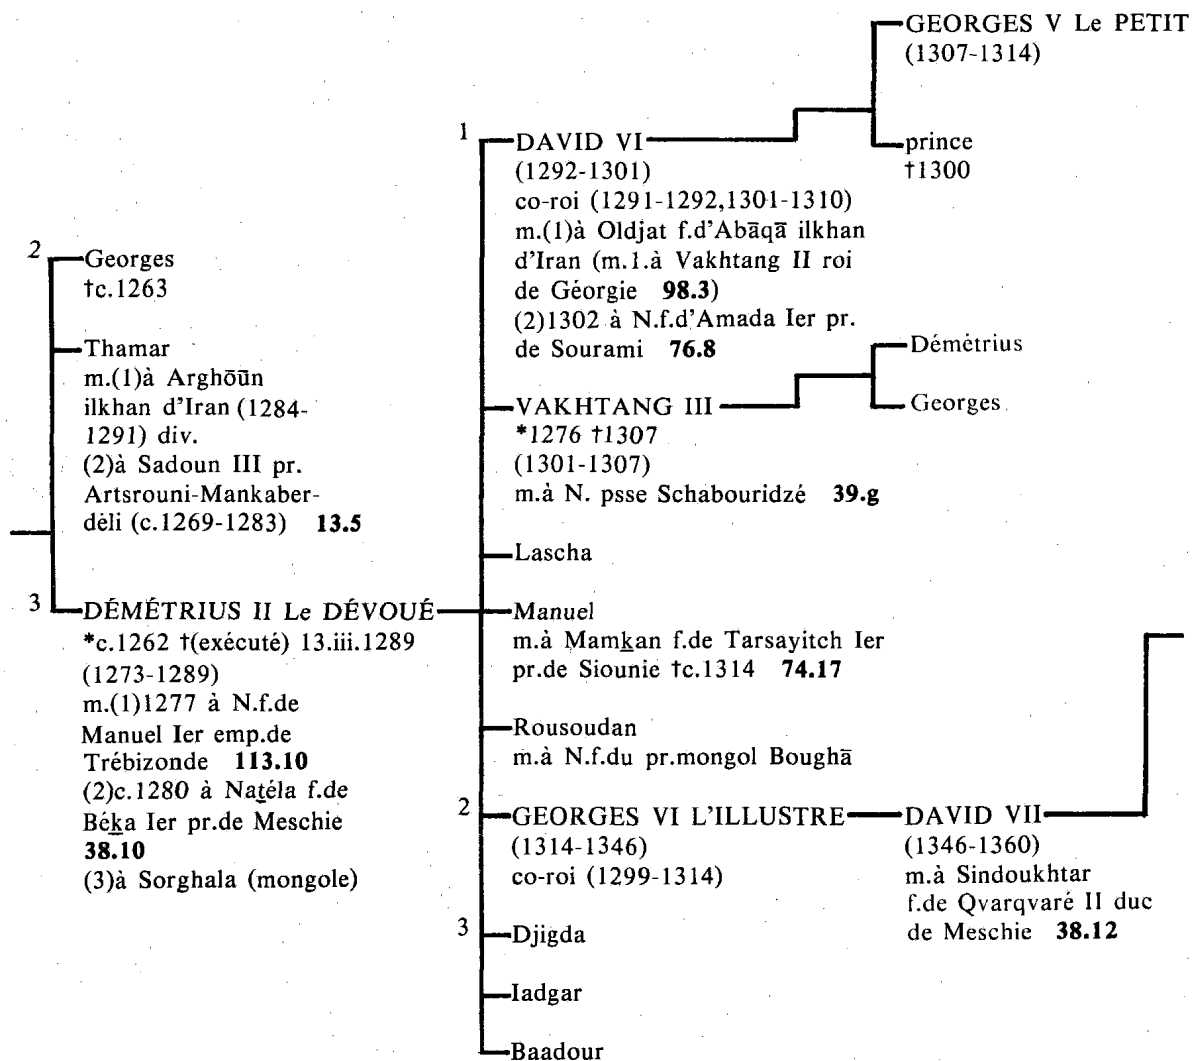 2
Georges
†c.1263
Thamar
m.(1)à Arghōūn
ilkhan d'Iran (1284-
1291) div.
(2)à Sadoun III pr.
Artsrouni-Mankaber-
déli (c.1269-1283) 13.5
3
DÉMÉTRIUS II Le DÉVOUÉ
*c.1262 †(exécuté) 13.iii.1289
(1273-1289)
m.(1)1277 à N.f.de
Manuel Ier emp.de
Trébizonde 113.10
(2)c.1280 à Naṯéla f.de
Béḵa Ier pr.de Meschie
38.10
(3)à Sorghala (mongole)
1
DAVID VI
(1292-1301)
co-roi (1291-1292,1301-1310)
m.(1)à Oldjat f.d'Abāqā ilkhan
d'Iran (m.1.à Vakhtang II roi
de Géorgie 98.3)
(2)1302 à N.f.d'Amada Ier pr.
de Sourami 76.8
VAKHTANG III
*1276 †1307
(1301-1307)
m.à N. psse Schabouridzé 39.g
Lascha
Manuel
m.à Mamḵan f.de Tarsayitch Ier
pr.de Siounie †c.1314 74.17
Rousoudan
m.à N.f.du pr.mongol Boughā
2
GEORGES VI L'ILLUSTRE
(1314-1346)
co-roi (1299-1314)
3
Djigda
Iadgar
Baadour
GEORGES V Le PETIT
(1307-1314)
prince
†1300
Démétrius
Georges
DAVID VII
(1346-1360)
m.à Sindoukhtar
f.de Qvarqvaré II duc
de Meschie 38.12